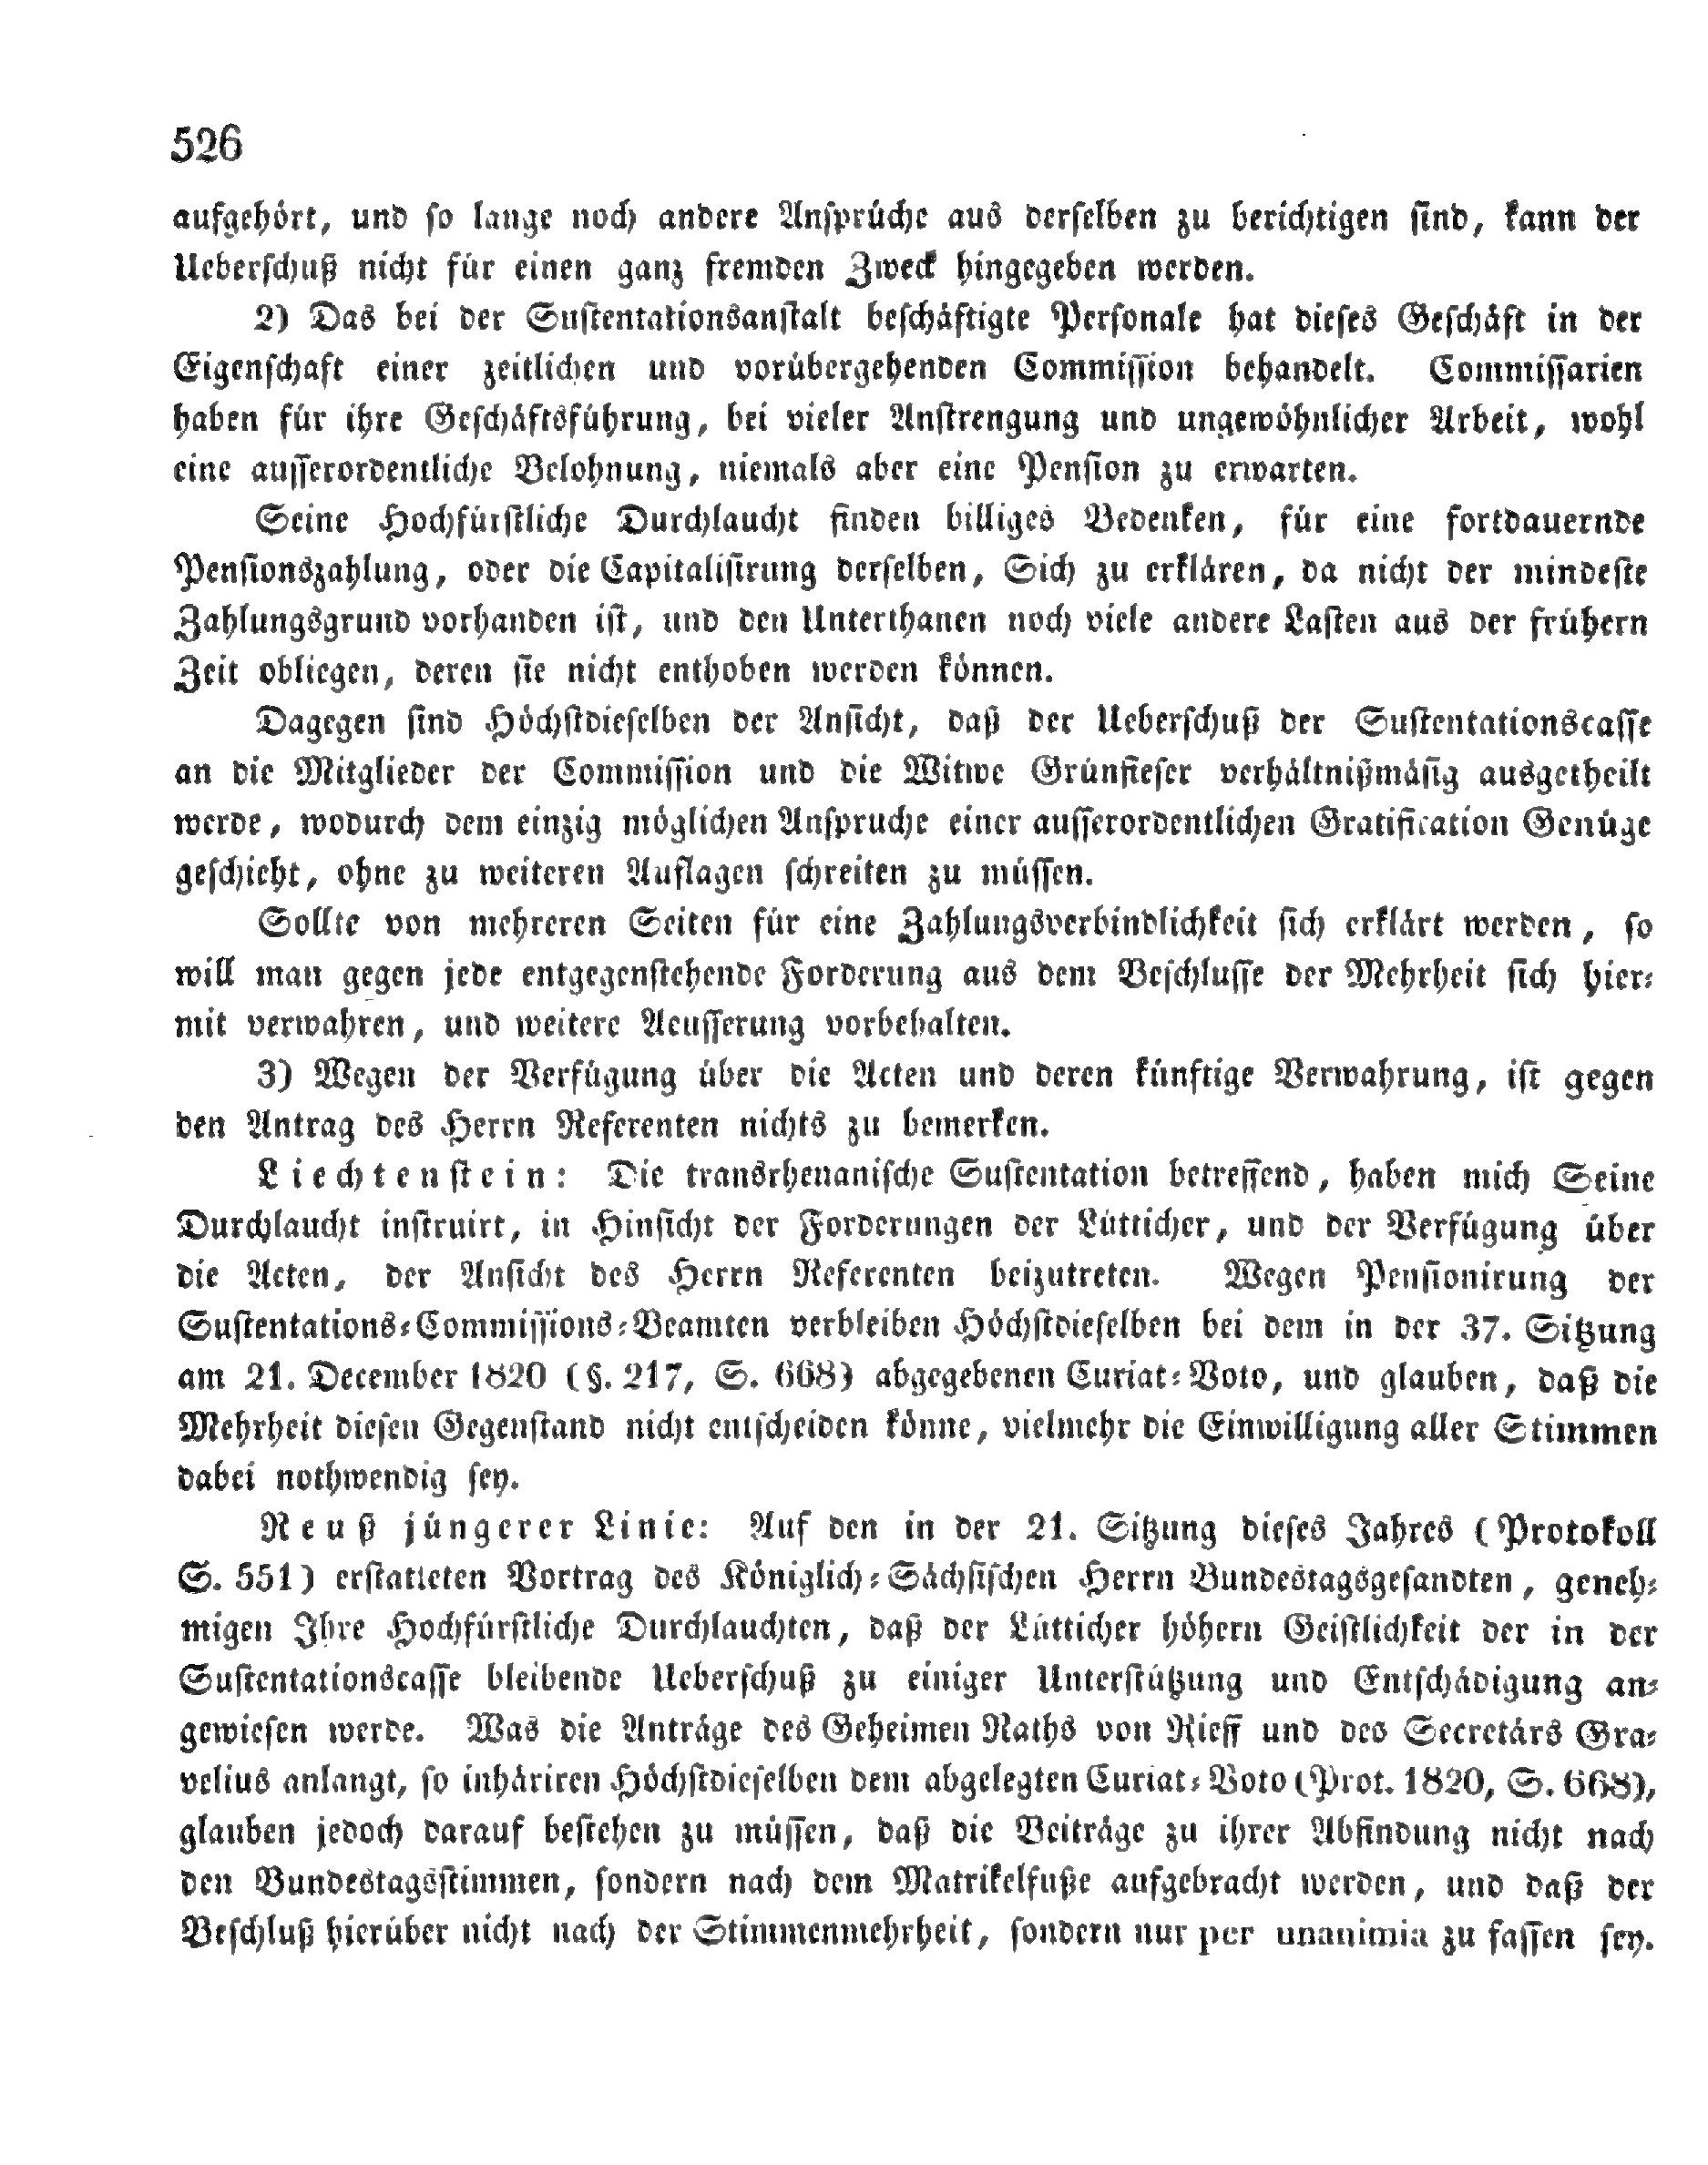 526
aufgehört, und so lange noch andere Ansprüche aus derselben zu berichtigen sind, kann der
Ueberschuß nicht für einen ganz fremden Zweck hingegeben werden.
2) Das bei der Sustentationsanstalt beschäftigte Personale hat dieses Geschäft in der
Eigenschaft einer zeitlichen und vorübergehenden Commission behandelt. Commissarien
haben für ihre Geschäftsführung, bei vieler Anstrengung und ungewöhnlicher Arbeit, wohl
eine ausserordentliche Belohnung, niemals aber eine Pension zu erwarten.
Seine Hochfürstliche Durchlaucht finden billiges Bedenken, für eine fortdauernde
Pensionszahlung, oder die Capitalisirung derselben, Sich zu erklären, da nicht der mindeste
Zahlungsgrund vorhanden ist, und den Unterthanen noch viele andere Lasten aus der frühern
Zeit obliegen, deren sie nicht enthoben werden können.
Dagegen sind Höchstdieselben der Ansicht, daß der Ueberschuß der Sustentationscasse
an die Mitglieder der Commission und die Witwe Grünfieser verhältnißmäsig ausgetheilt
werde, wodurch dem einzig möglichen Anspruche einer ausserordentlichen Gratification Genüge
geschieht, ohne zu weiteren Auflagen schreiten zu müssen.
Sollte von mehreren Seiten für eine Zahlungsverbindlichkeit sich erklärt werden, so
will man gegen jede entgegenstehende Forderung aus dem Beschlusse der Mehrheit sich hier-
mit verwahren, und weitere Aeusserung vorbehalten.
3) Wegen der Verfügung über die Acten und deren künftige Verwahrung, ist gegen
den Antrag des Herrn Referenten nichts zu bemerken.
Liechtenstein: Die transrhenanische Sustentation betreffend, haben mich Seine
Durchlaucht instruirt, in Hinsicht der Forderungen der Lütticher, und der Verfügung über
die Acten, der Ansicht des Herrn Referenten beizutreten. Wegen Pensionirung der
Sustentations-Commissions-Beamten verbleiben Höchstdieselben bei dem in der 37. Sitzung
am 21. December 1820 (§. 217, S. 668) abgegebenen Curiat-Voto, und glauben, daß die
Mehrheit diesen Gegenstand nicht entscheiden könne, vielmehr die Einwilligung aller Stimmen
dabei nothwendig sey.
Reuß jüngerer Linie: Auf den in der 21. Sitzung dieses Jahres (Protokoll
S. 551) erstatteten Vortrag des Königlich-Sächsischen Herrn Bundestagsgesandten, geneh-
migen Ihre Hochfürstliche Durchlauchten, daß der Lütticher höhern Geistlichkeit der in der
Sustentationscasse bleibende Ueberschuß zu einiger Unterstützung und Entschädigung an-
gewiesen werde. Was die Anträge des Geheimen Raths von Rieff und des Secretärs Gra-
velius anlangt, so inhäriren Höchstdieselben dem abgelegten Curiat-Voto (Prot. 1820, S. 668),
glauben jedoch darauf bestehen zu müssen, daß die Beiträge zu ihrer Abfindung nicht nach
den Bundestagsstimmen, sondern nach dem Matrikelfuße aufgebracht werden, und daß der
Beschluß hierüber nicht nach der Stimmenmehrheit, sondern nur per unanimia zu fassen sey.